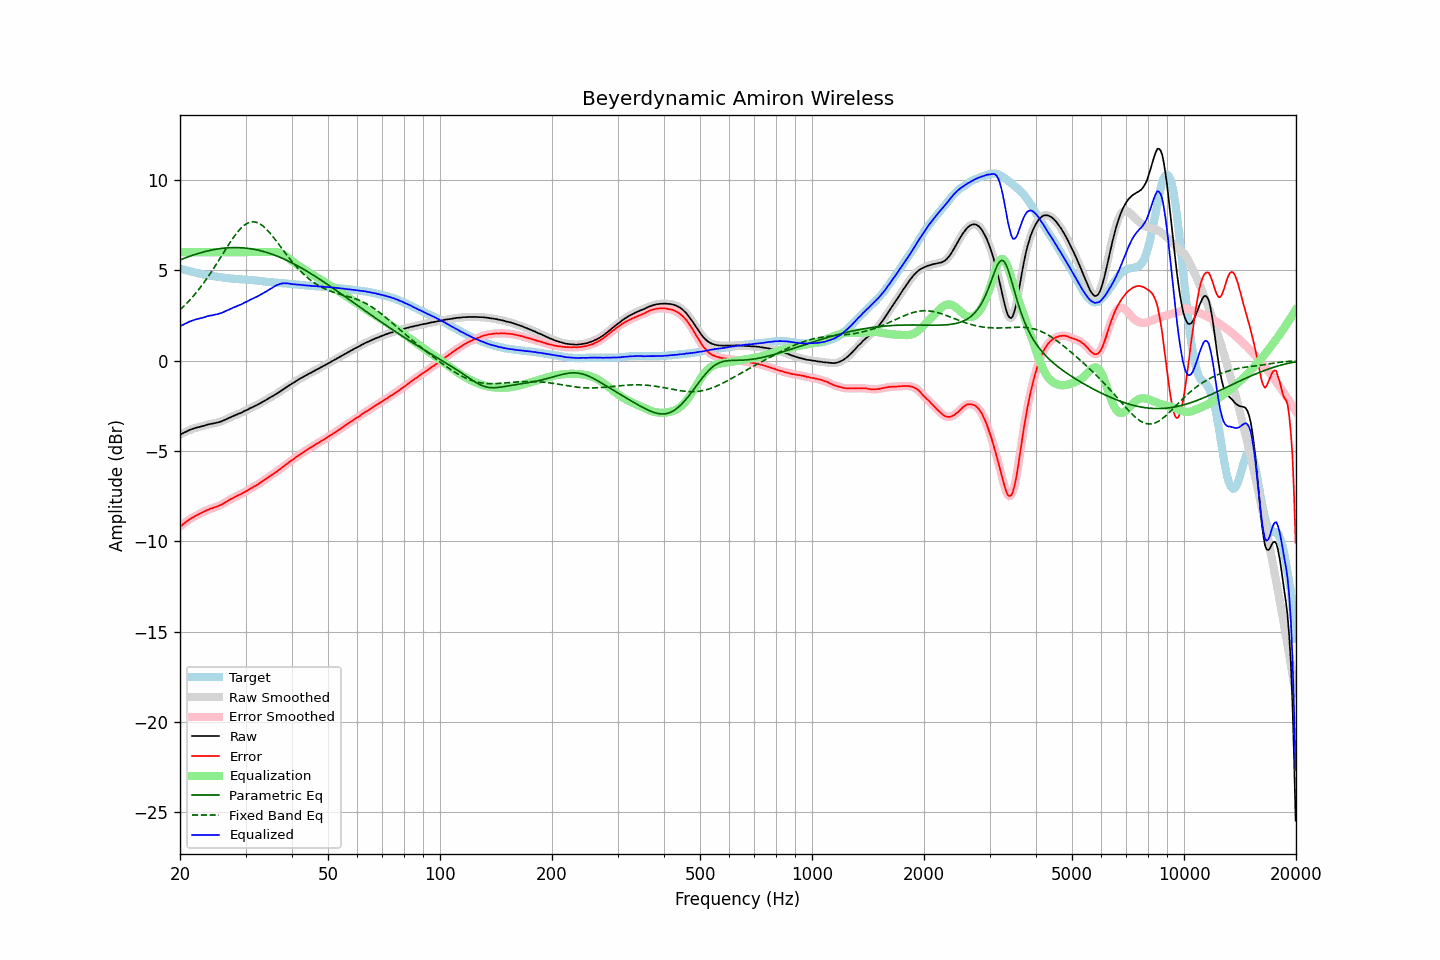 Beyerdynamic Amiron Wireless
Amplitude (dBr)
10
5
0
−5
−10
−15
−20
−25
Target
Raw Smoothed
Error Smoothed
Raw
Error
Equalization
Parametric Eq
Fixed Band Eq
Equalized
20 50 100 200 500 1000 2000 5000 10000 20000
Frequency (Hz)